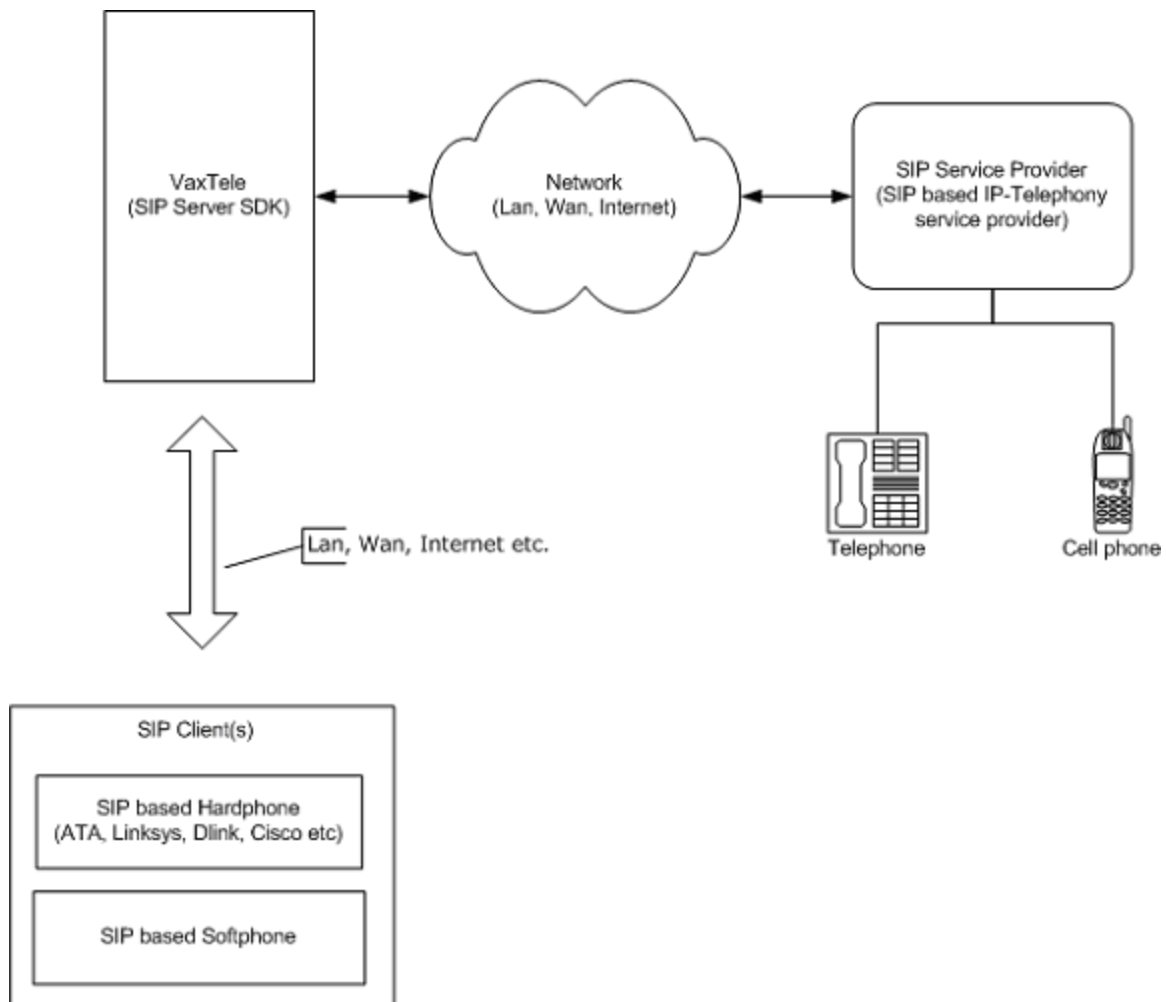 VaxTele
(SIP Server SDK)
Network
(Lan, Wan, Internet)
SIP Service Provider
(SIP based IP-Telephony
service provider)
Telephone
Cell phone
Lan, Wan, Internet etc.
SIP Client(s)
SIP based Hardphone
(ATA, Linksys, Dlink, Cisco etc)
SIP based Softphone